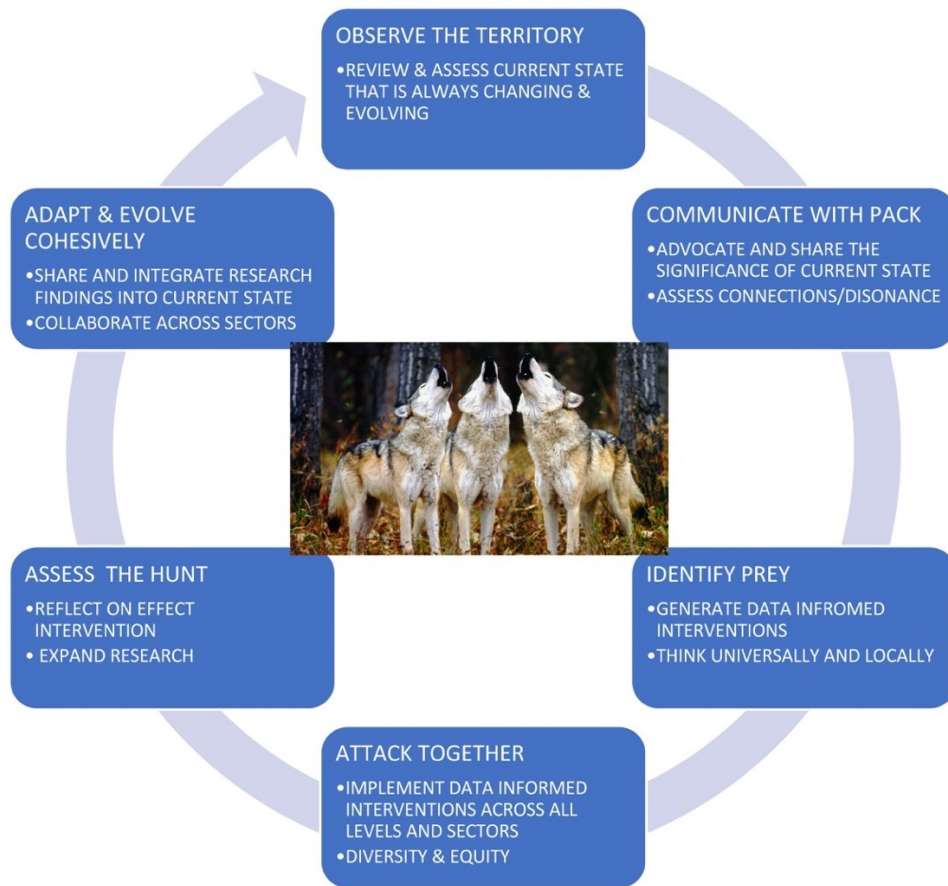 OBSERVE THE TERRITORY
•REVIEW & ASSESS CURRENT STATE
THAT IS ALWAYS CHANGING &
EVOLVING
COMMUNICATE WITH PACK
•ADVOCATE AND SHARE THE
SIGNIFICANCE OF CURRENT STATE
•ASSESS CONNECTIONS/DISONANCE
IDENTIFY PREY
•GENERATE DATA INFROMED
INTERVENTIONS
•THINK UNIVERSALLY AND LOCALLY
ATTACK TOGETHER
•IMPLEMENT DATA INFORMED
INTERVENTIONS ACROSS ALL
LEVELS AND SECTORS
•DIVERSITY & EQUITY
ASSESS  THE HUNT
•REFLECT ON EFFECT
INTERVENTION
• EXPAND RESEARCH
ADAPT & EVOLVE
COHESIVELY
•SHARE AND INTEGRATE RESEARCH
FINDINGS INTO CURRENT STATE
•COLLABORATE ACROSS SECTORS